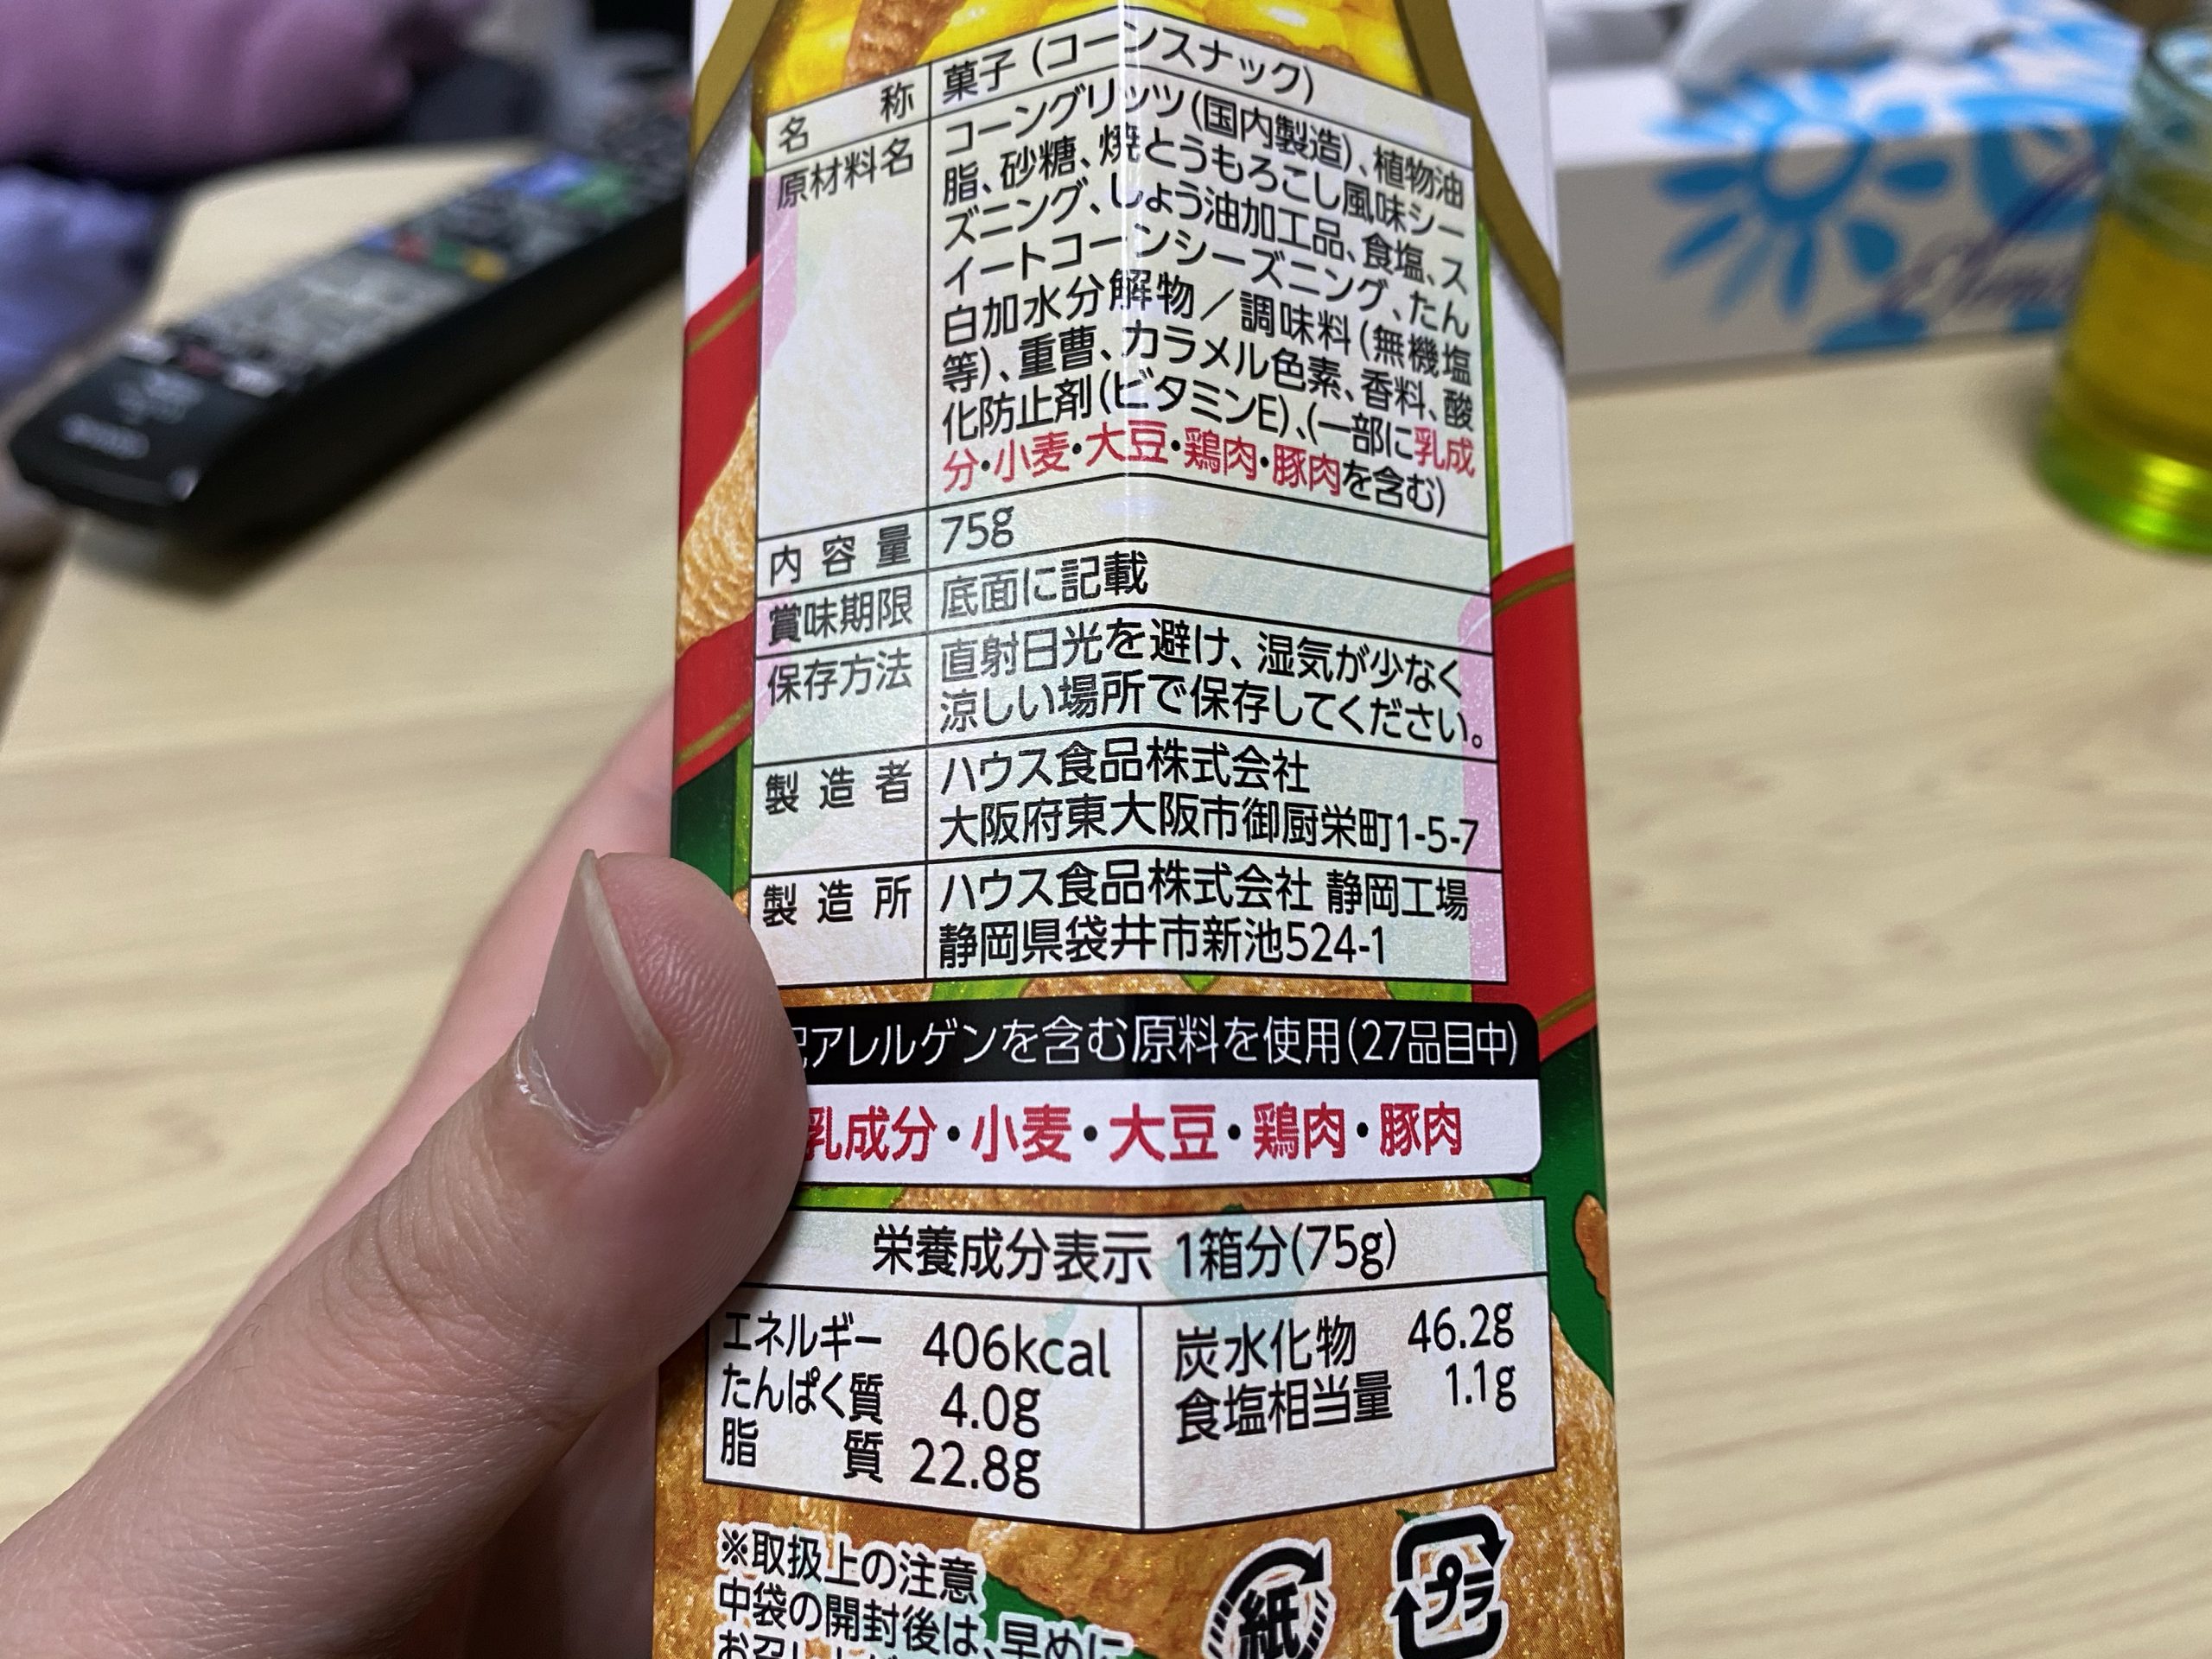 名称 菓子(コーンスナック)
原材料名 コーングリッツ(国内製造)、植物油
脂、砂糖、焼とうもろこし風味シー
ズニング、しょう油加工品、食塩、ス
イートコーンシーズニング、たん
白加水分解物／調味料(無機塩
等)、重曹、カラメル色素、香料、酸
化防止剤(ビタミンE)、(一部に乳成
分・小麦・大豆・鶏肉・豚肉を含む)
内容量 75g
賞味期限 底面に記載
保存方法 直射日光を避け、湿気が少なく
涼しい場所で保存してください。
製造者 ハウス食品株式会社
大阪府東大阪市御厨栄町1-5-7
製造所 ハウス食品株式会社 静岡工場
静岡県袋井市新池524-1
アレルゲンを含む原料を使用(27品目中)
乳成分・小麦・大豆・鶏肉・豚肉
栄養成分表示 1箱分(75g)
エネルギー 406kcal 炭水化物 46.2g
たんぱく質 4.0g 食塩相当量 1.1g
脂質 22.8g
※取扱上の注意
中袋の開封後は、早めに
紙
プラ